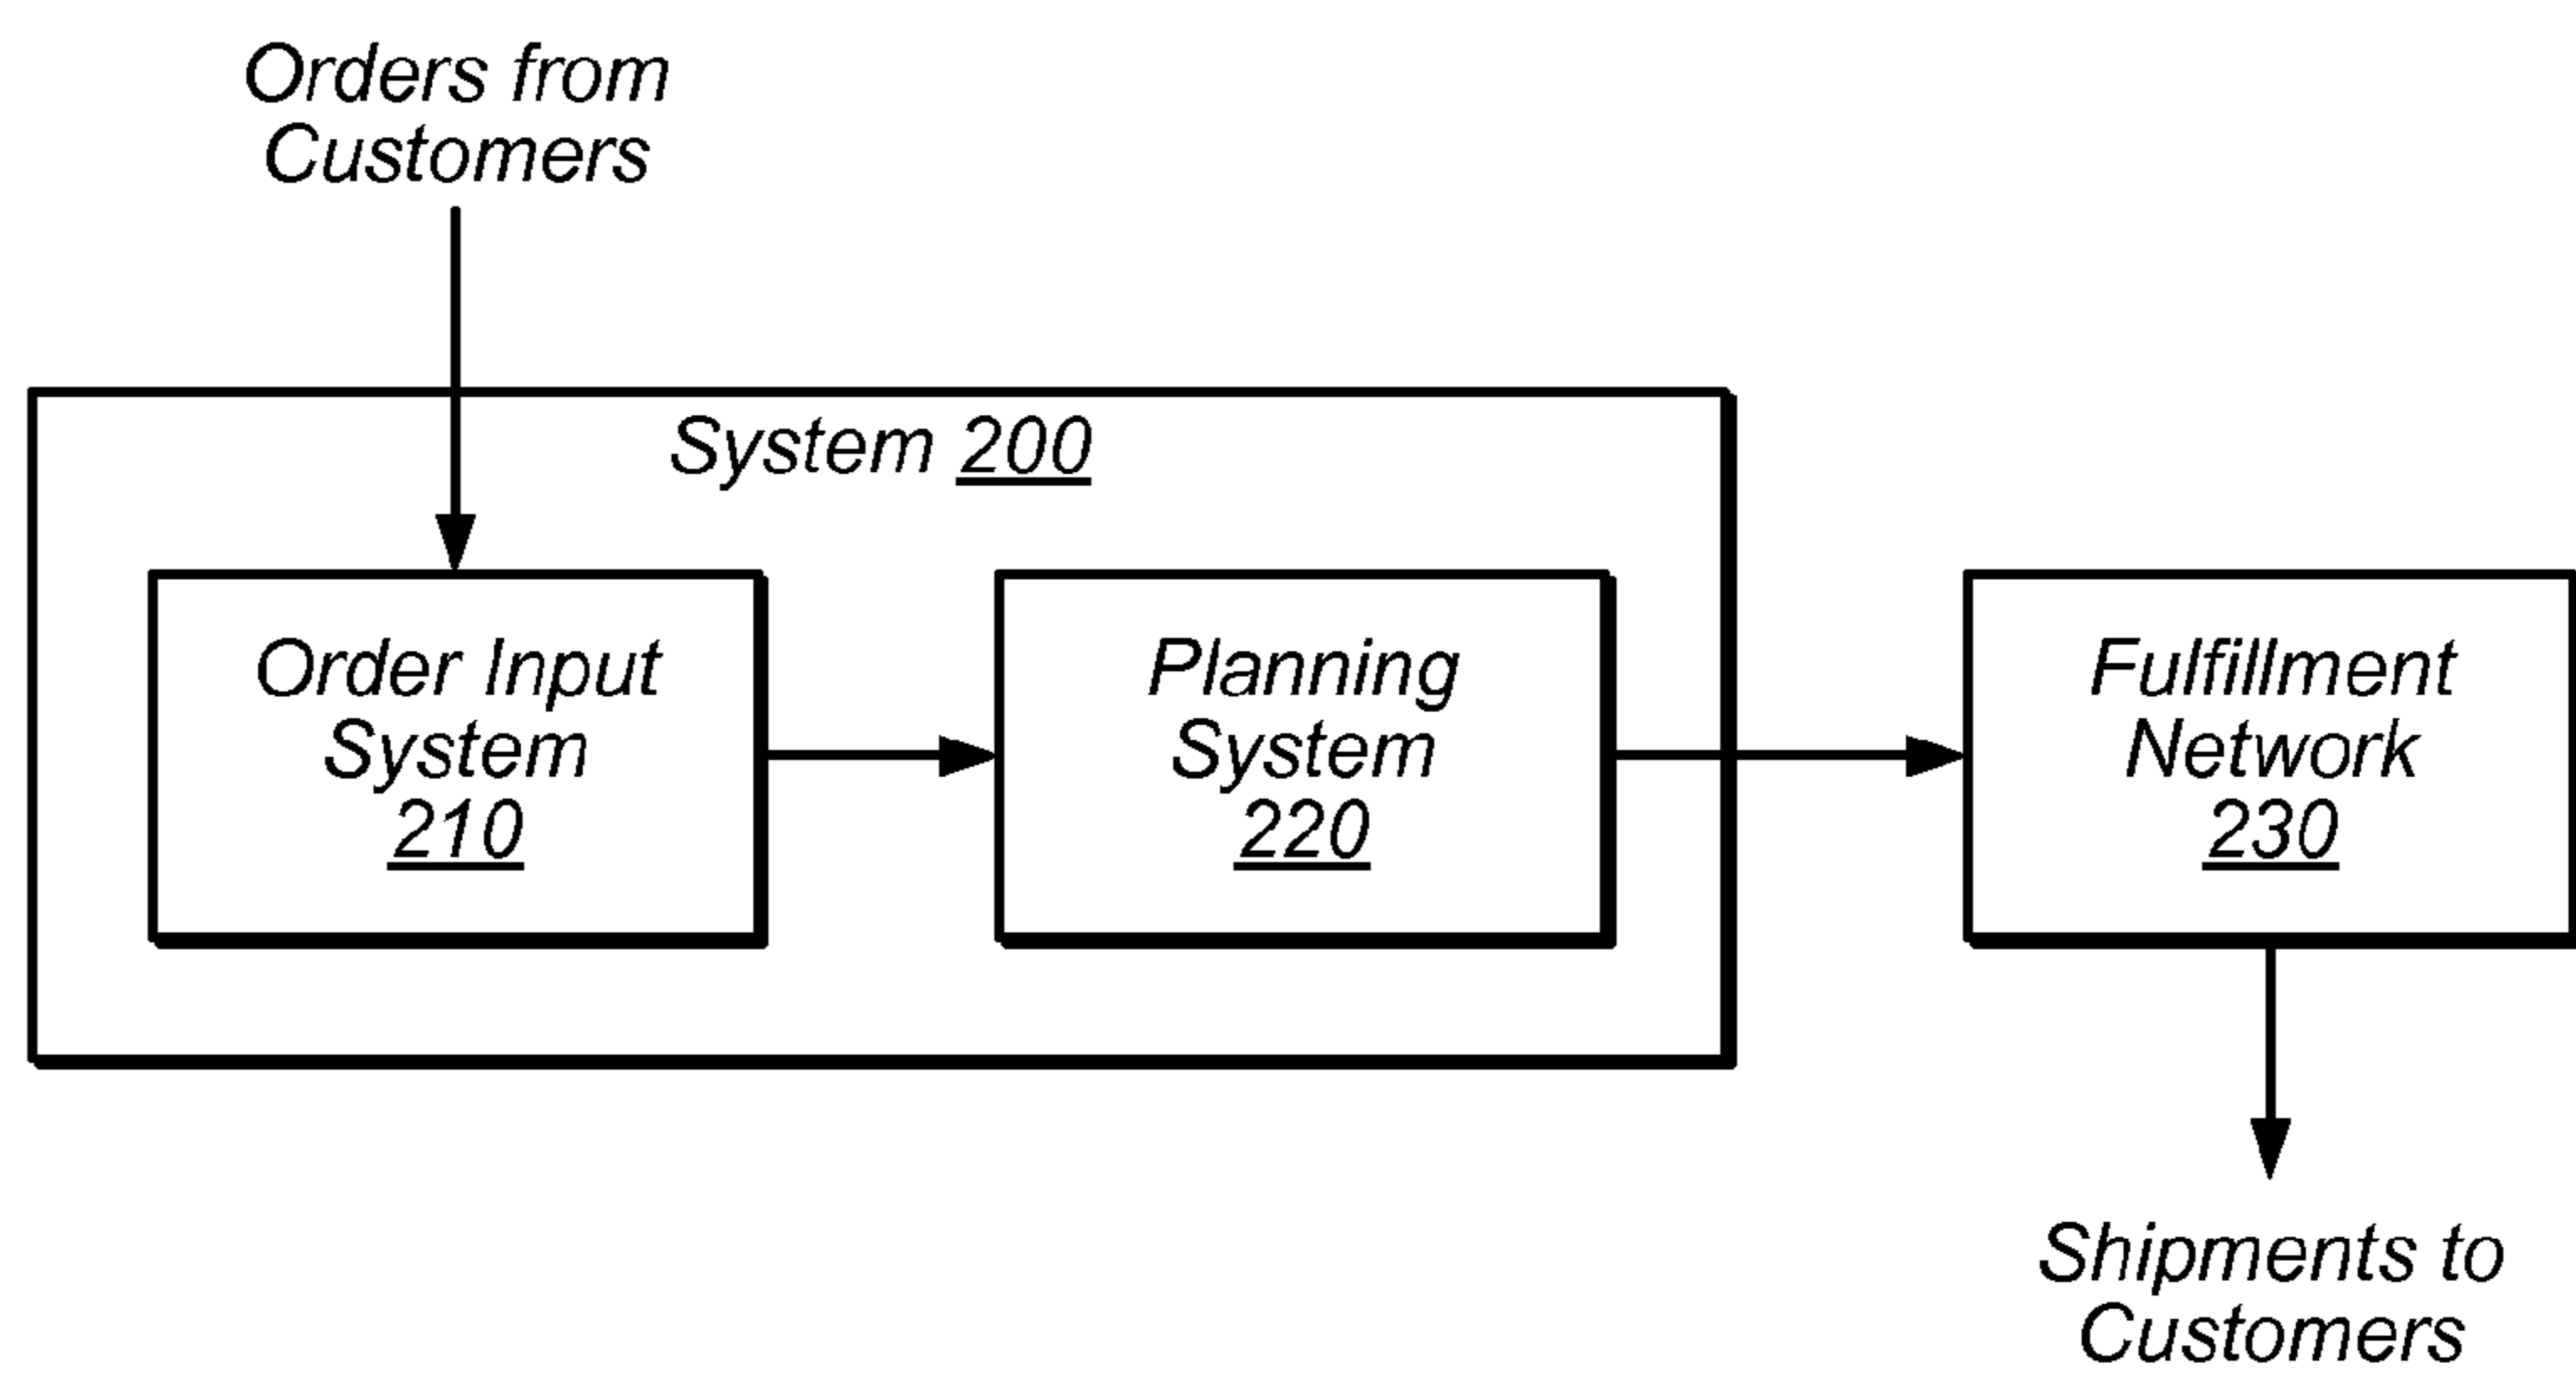 Orders from
Customers
System 200
Order Input
System
210
Planning
System
220
Fulfillment
Network
230
Shipments to
Customers